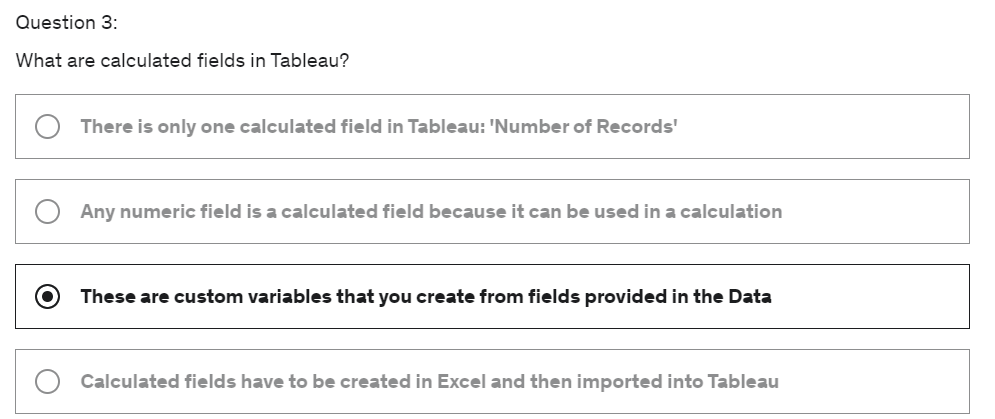 Question 3:
What are calculated fields in Tableau?
There is only one calculated field in Tableau: 'Number of Records'
Any numeric field is a calculated field because it can be used in a calculation
These are custom variables that you create from fields provided in the Data
Calculated fields have to be created in Excel and then imported into Tableau